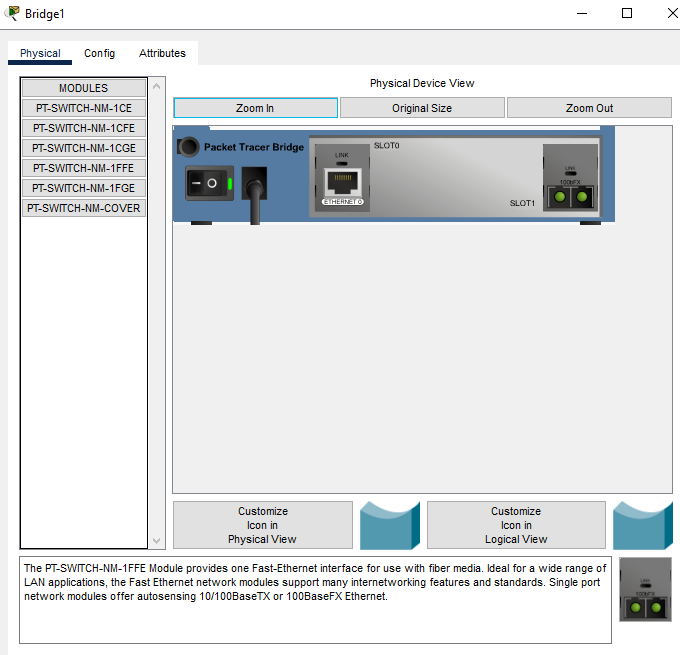 Bridge1
Physical
Config
Attributes
MODULES
PT-SWITCH-NM-1CE
PT-SWITCH-NM-1CFE
PT-SWITCH-NM-1CGE
PT-SWITCH-NM-1FFE
PT-SWITCH-NM-1FGE
PT-SWITCH-NM-COVER
Physical Device View
Zoom In
Original Size
Zoom Out
Packet Tracer Bridge
SLOT0
LINK
ETHERNET 0
SLOT1
LINK
100bFX
Customize
Icon in
Physical View
Customize
Icon in
Logical View
The PT-SWITCH-NM-1FFE Module provides one Fast-Ethernet interface for use with fiber media. Ideal for a wide range of
LAN applications, the Fast Ethernet network modules support many internetworking features and standards. Single port
network modules offer autosensing 10/100BaseTX or 100BaseFX Ethernet.
LINK
100bFX